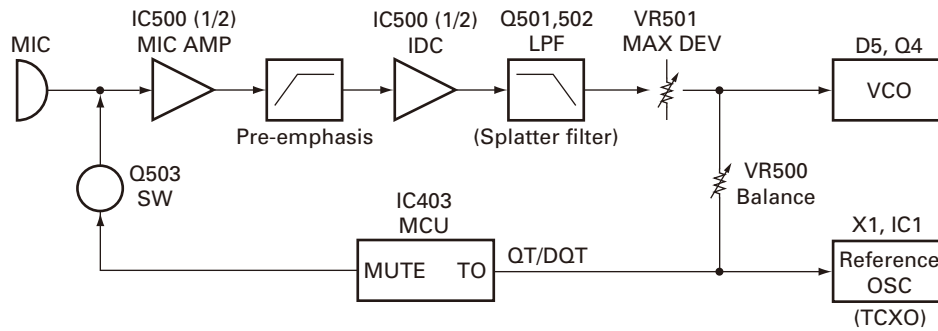 MIC
IC500 (1/2)
MIC AMP
Pre-emphasis
IC500 (1/2)
IDC
Q501,502
LPF
(Splatter filter)
VR501
MAX DEV
D5, Q4
VCO
Q503
SW
IC403
MCU
MUTE TO
QT/DQT
VR500
Balance
X1, IC1
Reference
OSC
(TCXO)